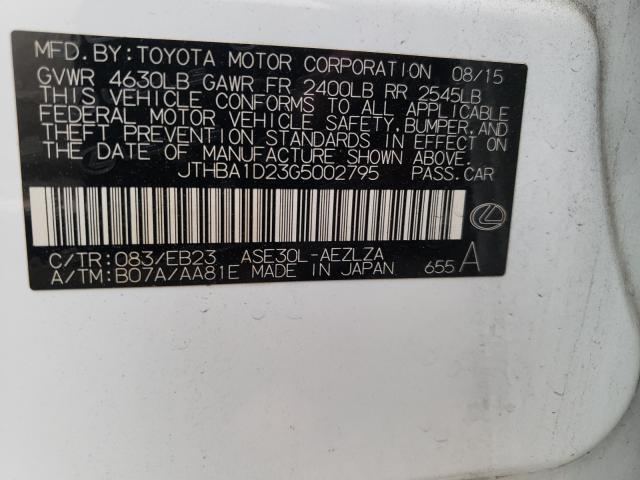 MFD.BY:TOYOTA MOTOR CORPORATION 08/15
GVWR 4630LB GAWR FR 2400LB RR 2545LB
THIS VEHICLE CONFORMS TO ALL APPLICABLE
FEDERAL MOTOR VEHICLE SAFETY,BUMPER,AND
THEFT PREVENTION STANDARDS IN EFFECT ON
THE DATE OF MANUFACTURE SHOWN ABOVE.
JTHBA1D23G5002795 PASS.CAR
C/TR:083/EB23 ASE30L-AEZLZA
A/TM:B07A/AA81E MADE IN JAPAN 655 A